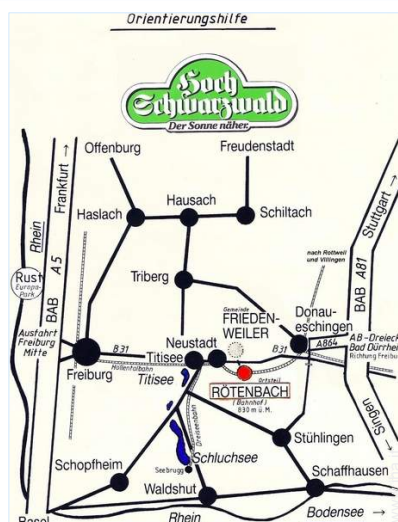 Orientierungshilfe
Hoch
Schwarzwald
Der Sonne näher.
Offenburg
Freudenstadt
Frankfurt →
Stuttgart →
Haslach
Hausach
Schiltach
Rhein
BAB A5
Rust
Europa-
Park
Triberg
nach Rottweil
und Villingen
BAB A81
Gemeinde
FRIEDEN-
WEILER
Donau-
eschingen
Ausfahrt
Freiburg
Mitte
B31
Neustadt
Titisee
B31
A864
AB-Dreieck
Bad Dürrheim
Richtung Freiburg
Freiburg
Höllentalbahn
Titisee
Ortsteil
RÖTENBACH
(Bahnhof)
830 m ü. M.
Dreiseenbahn
Singen →
Stühlingen
Schluchsee
Seebrugg
Schopfheim
Waldshut
Schaffhausen
Basel
Rhein
Bodensee →